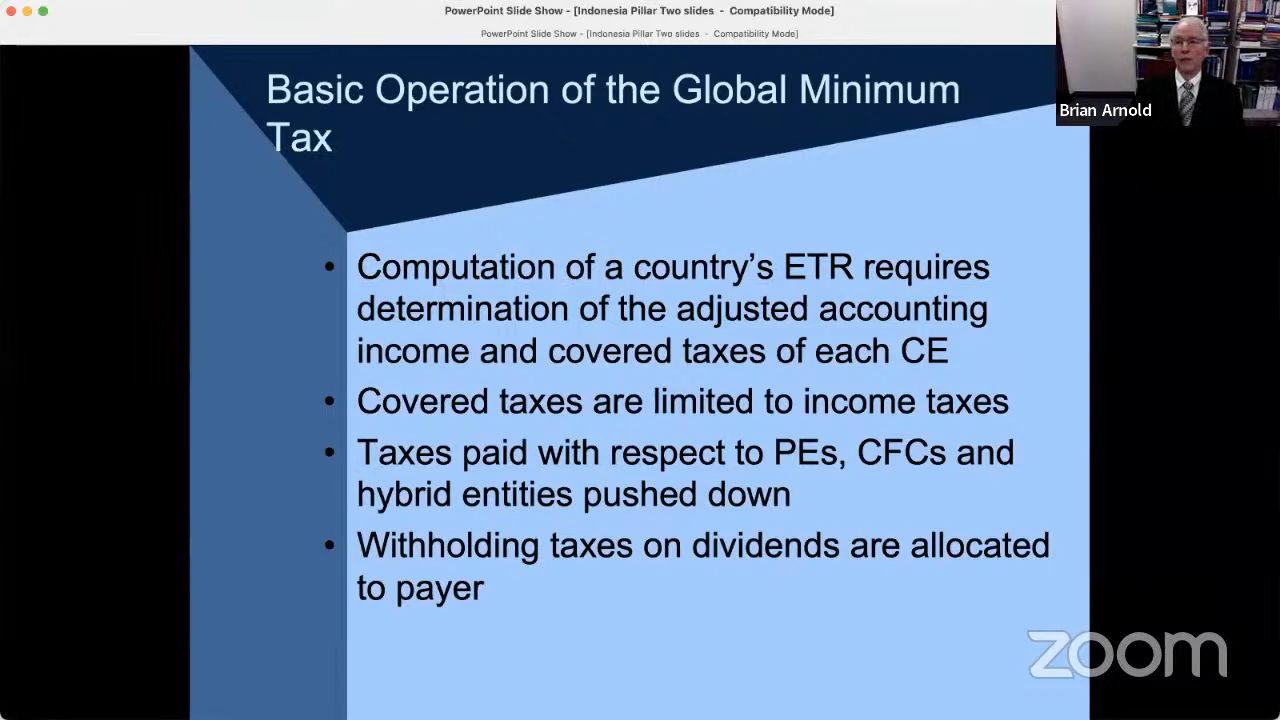 PowerPoint Slide Show - [Indonesia Pillar Two slides - Compatibility Mode]
PowerPoint Slide Show - [Indonesia Pillar Two slides - Compatibility Mode]
Brian Arnold
Basic Operation of the Global Minimum
Tax
• Computation of a country’s ETR requires
determination of the adjusted accounting
income and covered taxes of each CE
• Covered taxes are limited to income taxes
• Taxes paid with respect to PEs, CFCs and
hybrid entities pushed down
• Withholding taxes on dividends are allocated
to payer
zoom